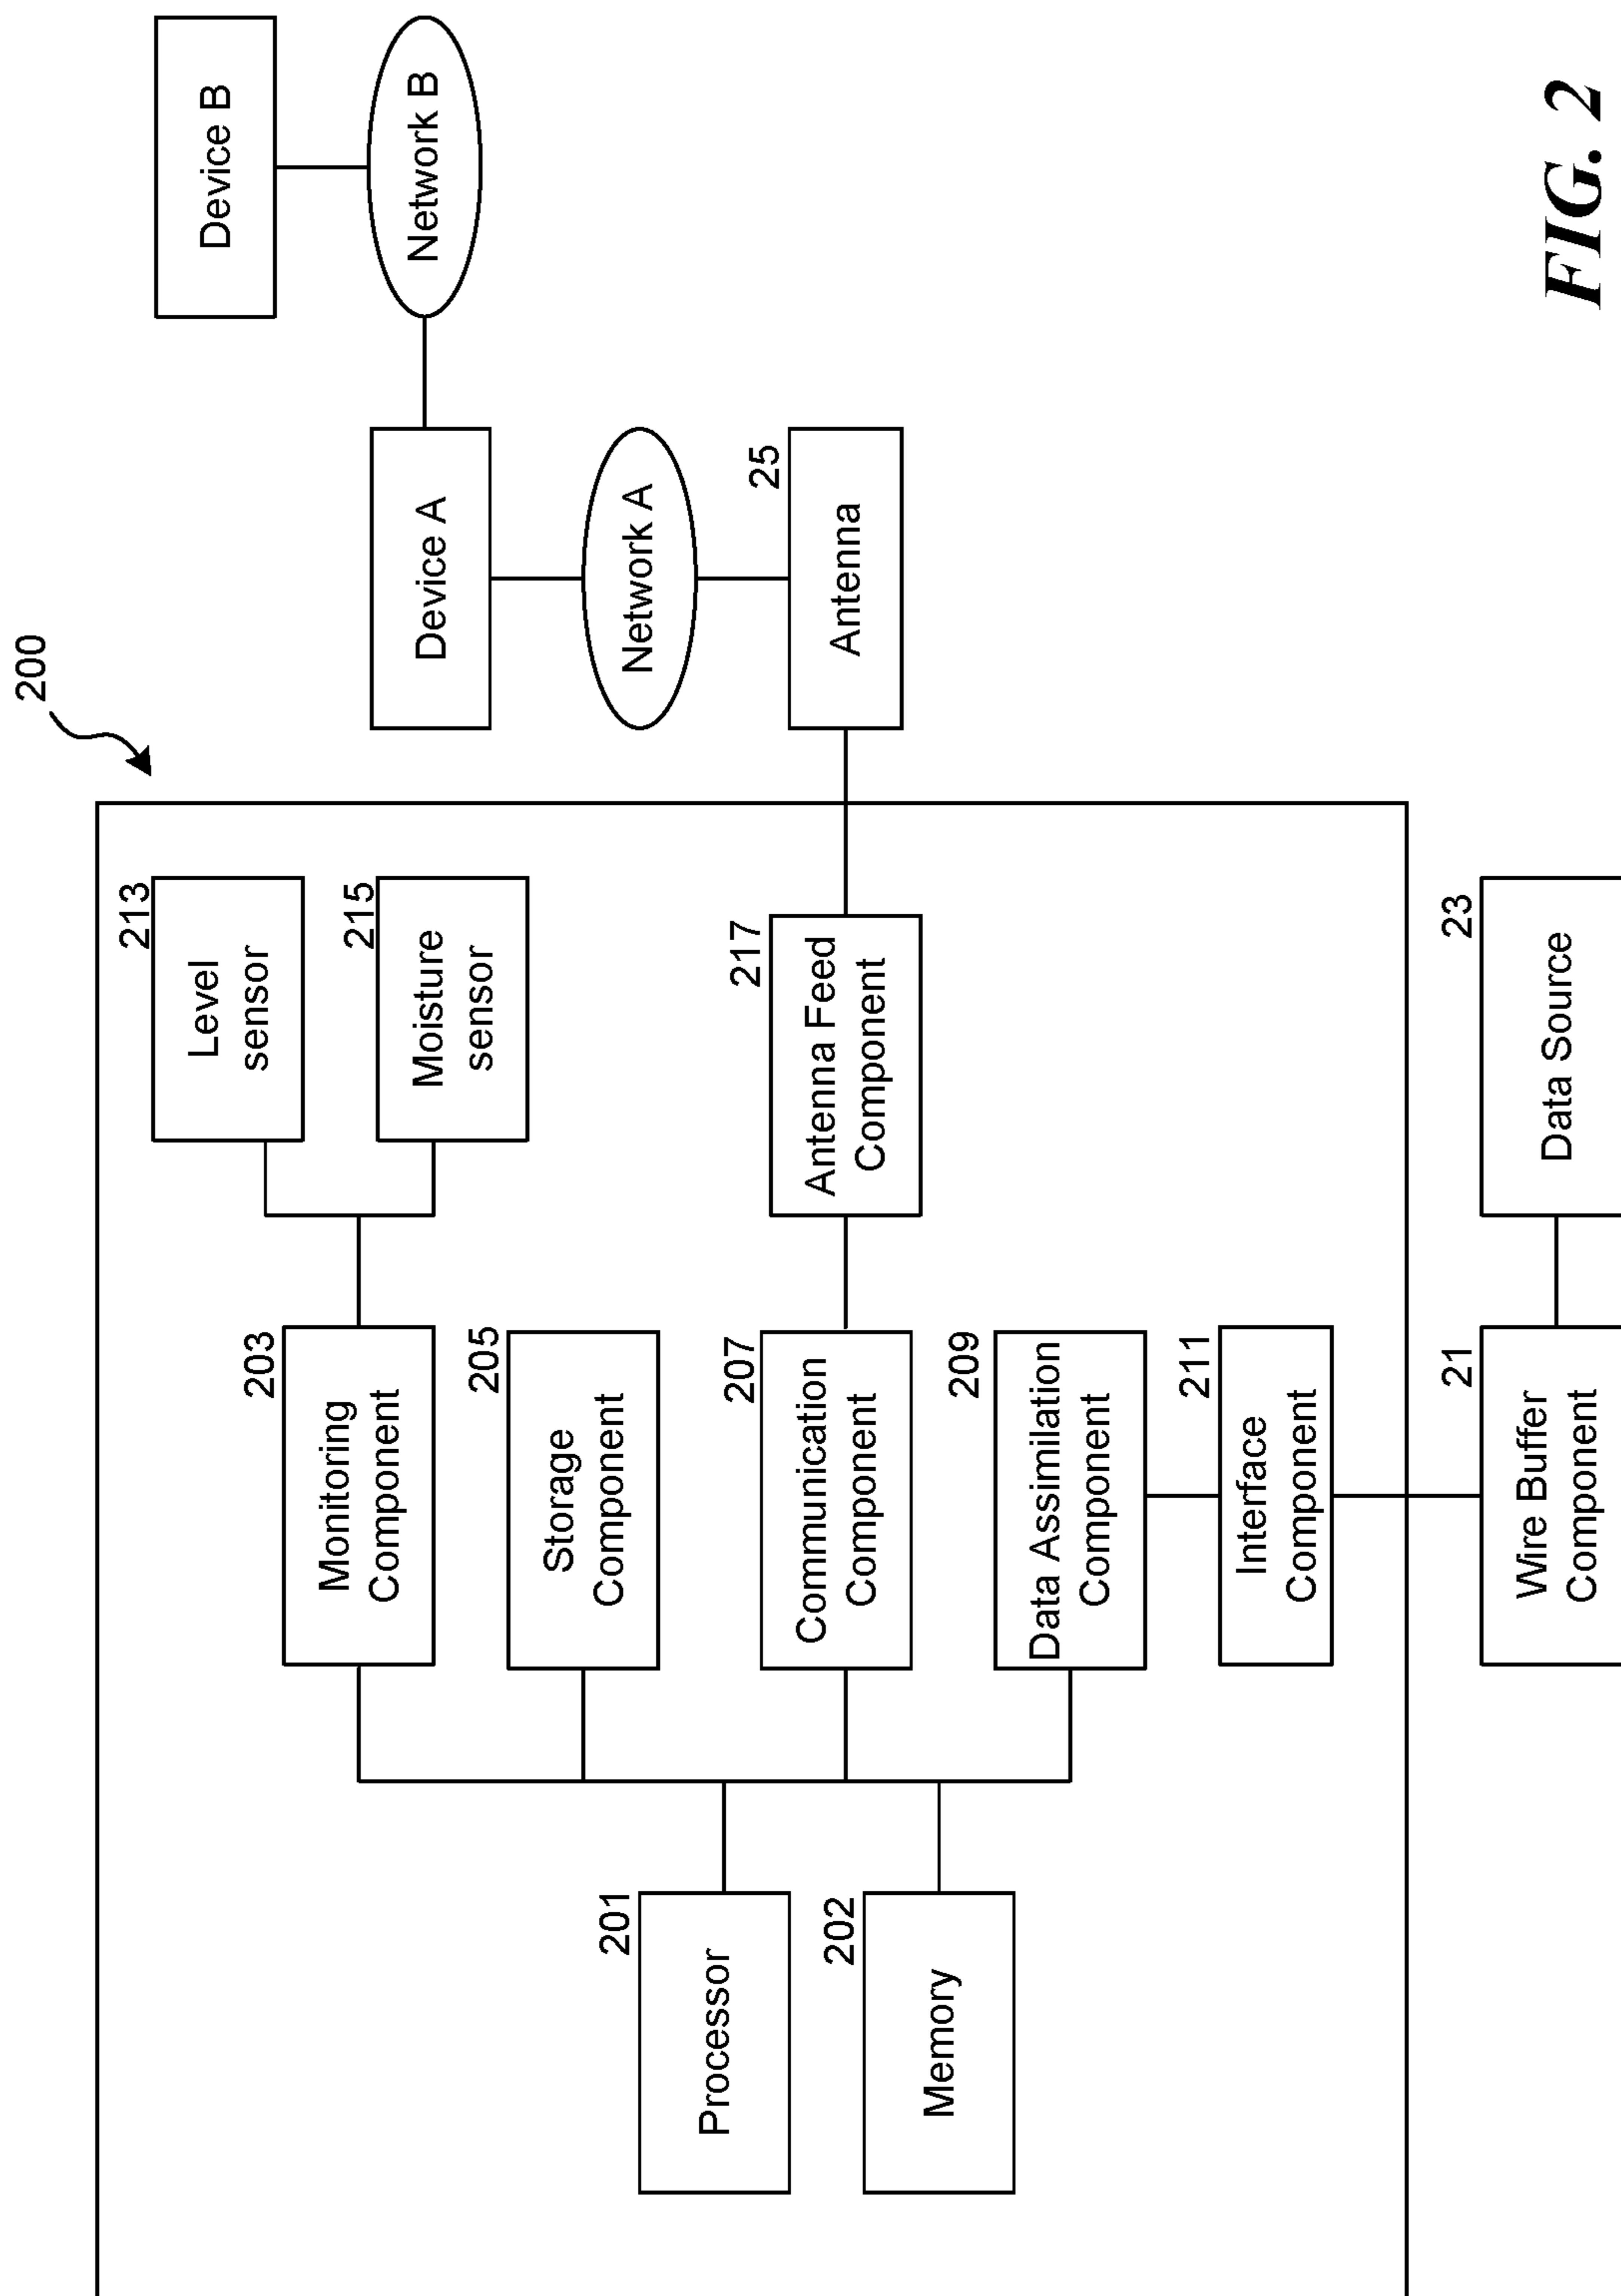 200
Device B
Network B
Device A
Network A
25
Antenna
213
Level
sensor
215
Moisture
sensor
217
Antenna Feed
Component
203
Monitoring
Component
205
Storage
Component
207
Communication
Component
209
Data Assimilation
Component
211
Interface
Component
201
Processor
202
Memory
21
Wire Buffer
Component
23
Data Source
FIG. 2